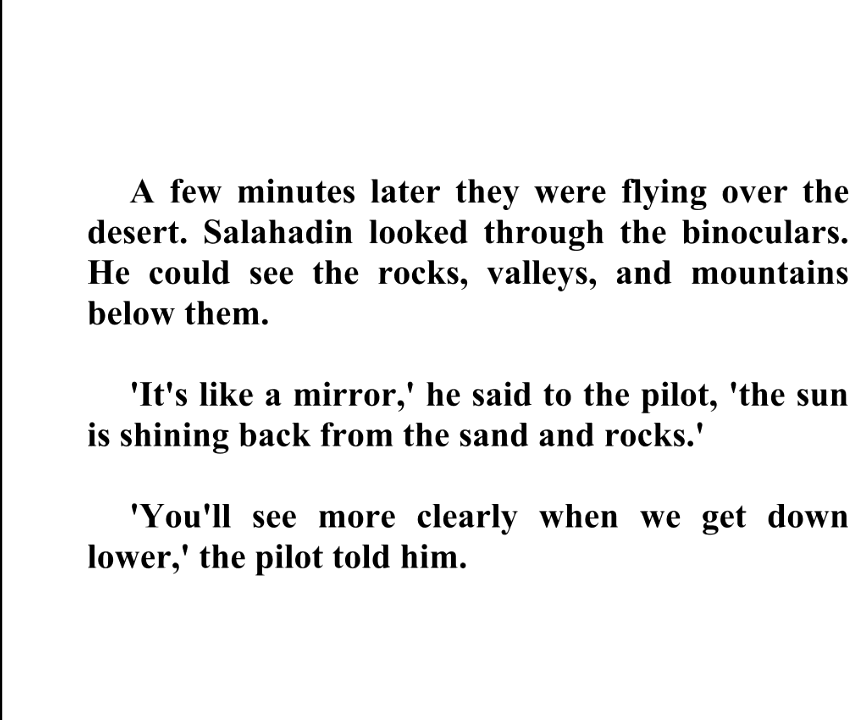 A few minutes later they were flying over the
desert. Salahadin looked through the binoculars.
He could see the rocks, valleys, and mountains
below them.
'It's like a mirror,' he said to the pilot, 'the sun
is shining back from the sand and rocks.'
'You'll see more clearly when we get down
lower,' the pilot told him.